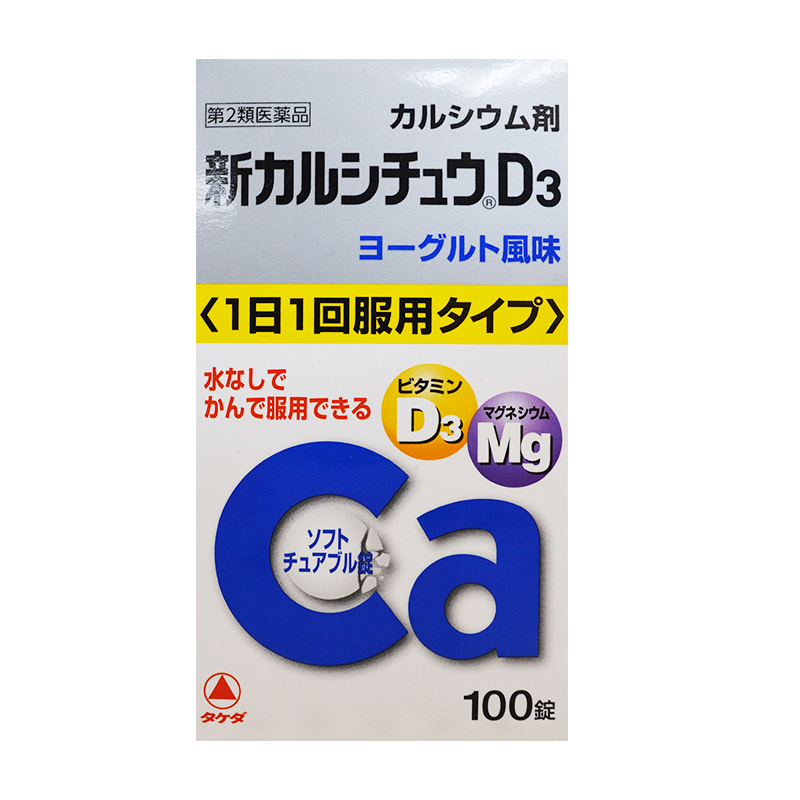 第2類医薬品
カルシウム剤
新カルシチュウ®D3
ヨーグルト風味
〈1日1回服用タイプ〉
水なしで
かんで服用できる
ビタミン
D3
マグネシウム
Mg
Ca
ソフト
チュアブル錠
タケダ
100錠